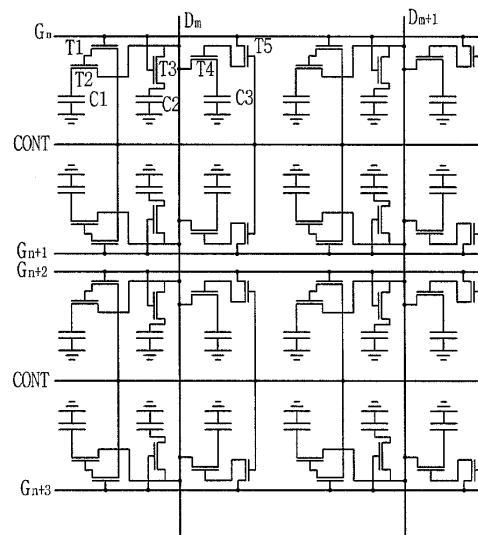 Dm
Dm+1
Gn
T1
T5
T3
T2
T4
C1
C2
C3
CONT
Gn+1
Gn+2
CONT
Gn+3